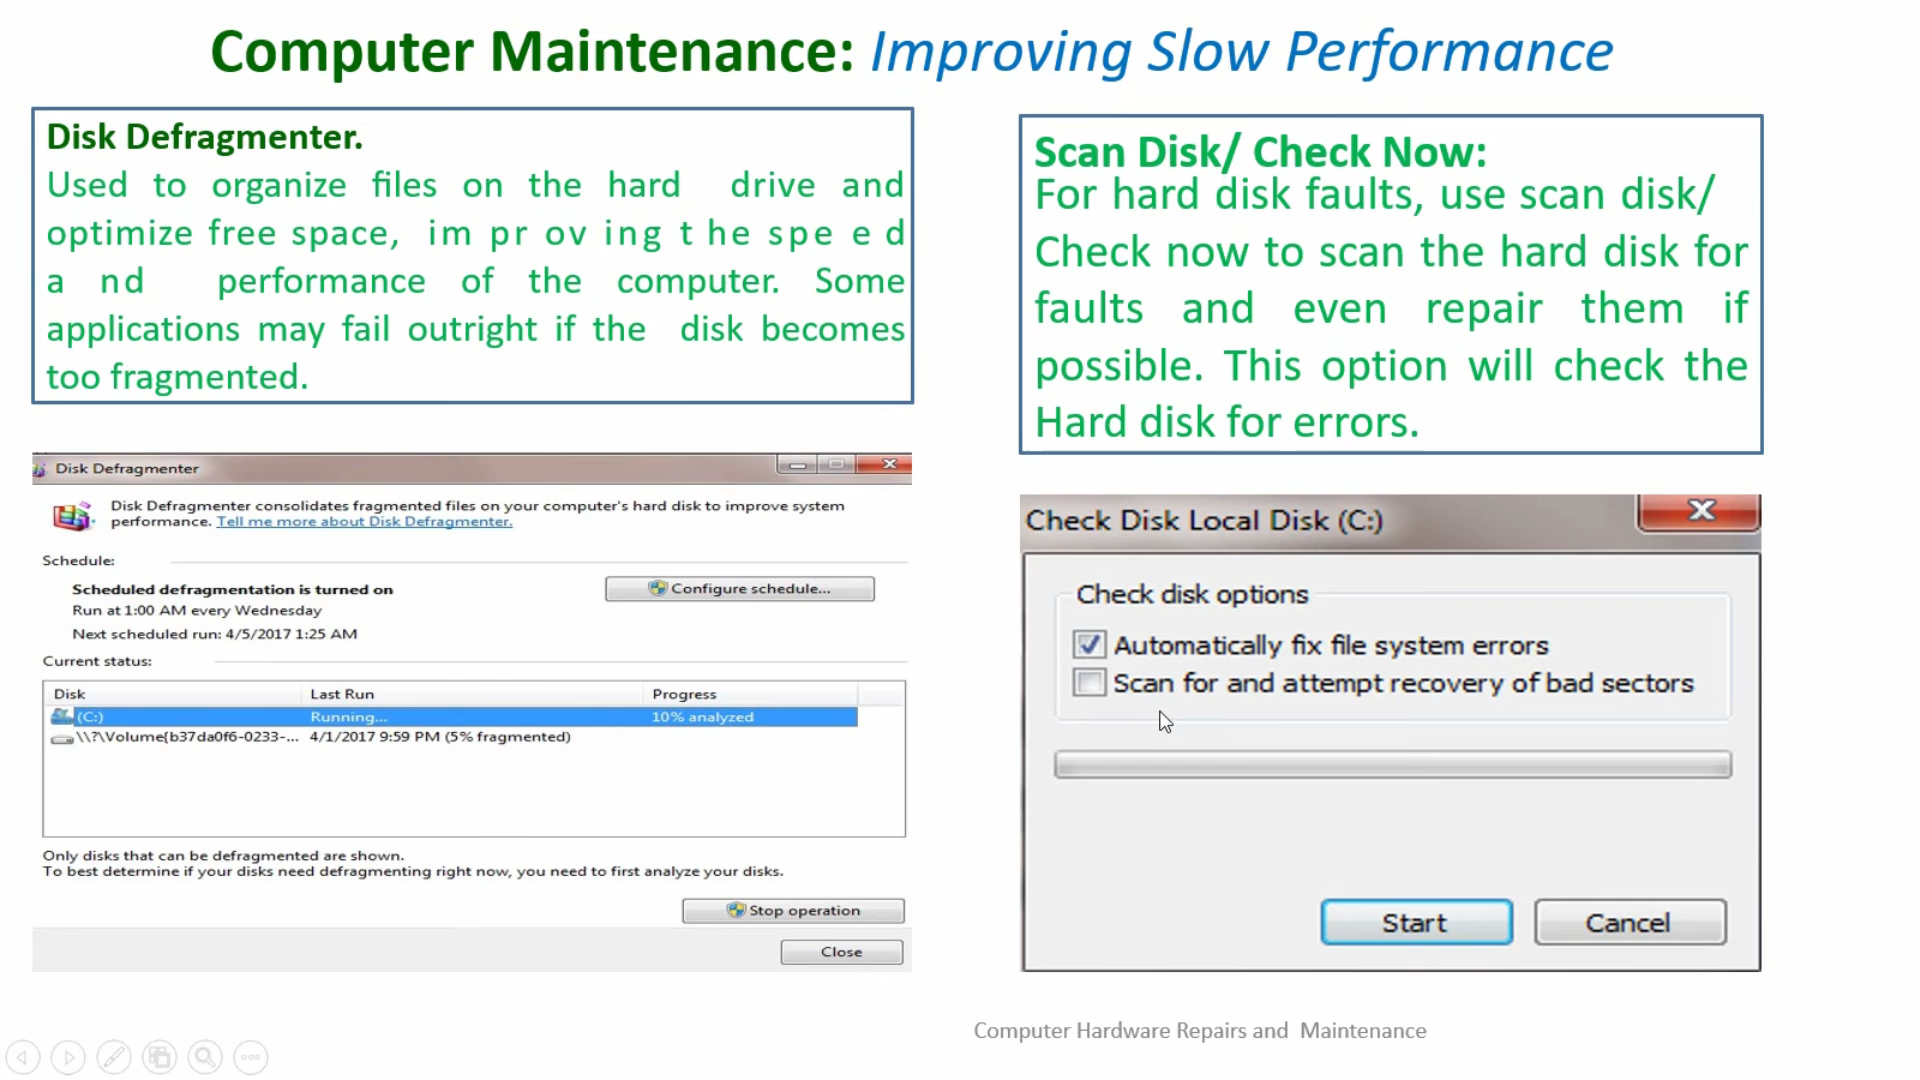 Computer Maintenance: Improving Slow Performance
Disk Defragmenter.
Used to organize files on the hard drive and
optimize free space, im pr ov ing t he spe e d
a nd performance of the computer. Some
applications may fail outright if the disk becomes
too fragmented.
Scan Disk/ Check Now:
For hard disk faults, use scan disk/
Check now to scan the hard disk for
faults and even repair them if
possible. This option will check the
Hard disk for errors.
Disk Defragmenter
Disk Defragmenter consolidates fragmented files on your computer's hard disk to improve system
performance. Tell me more about Disk Defragmenter.
Schedule:
Scheduled defragmentation is turned on
Configure schedule...
Run at 1:00 AM every Wednesday
Next scheduled run: 4/5/2017 1:25 AM
Current status:
Disk Last Run Progress
(C:) Running... 10% analyzed
\\?\Volume{b37da0f6-0233-... 4/1/2017 9:59 PM (5% fragmented)
Only disks that can be defragmented are shown.
To best determine if your disks need defragmenting right now, you need to first analyze your disks.
Stop operation
Close
Check Disk Local Disk (C:)
Check disk options
Automatically fix file system errors
Scan for and attempt recovery of bad sectors
Start Cancel
Computer Hardware Repairs and Maintenance